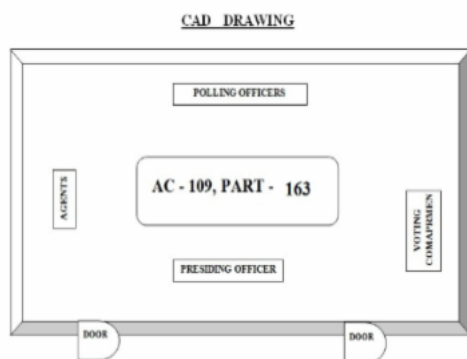 CAD DRAWING
POLLING OFFICERS
AGENTS
AC - 109, PART - 163
VOTING
COMAPRMEN
PRESIDING OFFICER
DOOR
DOOR